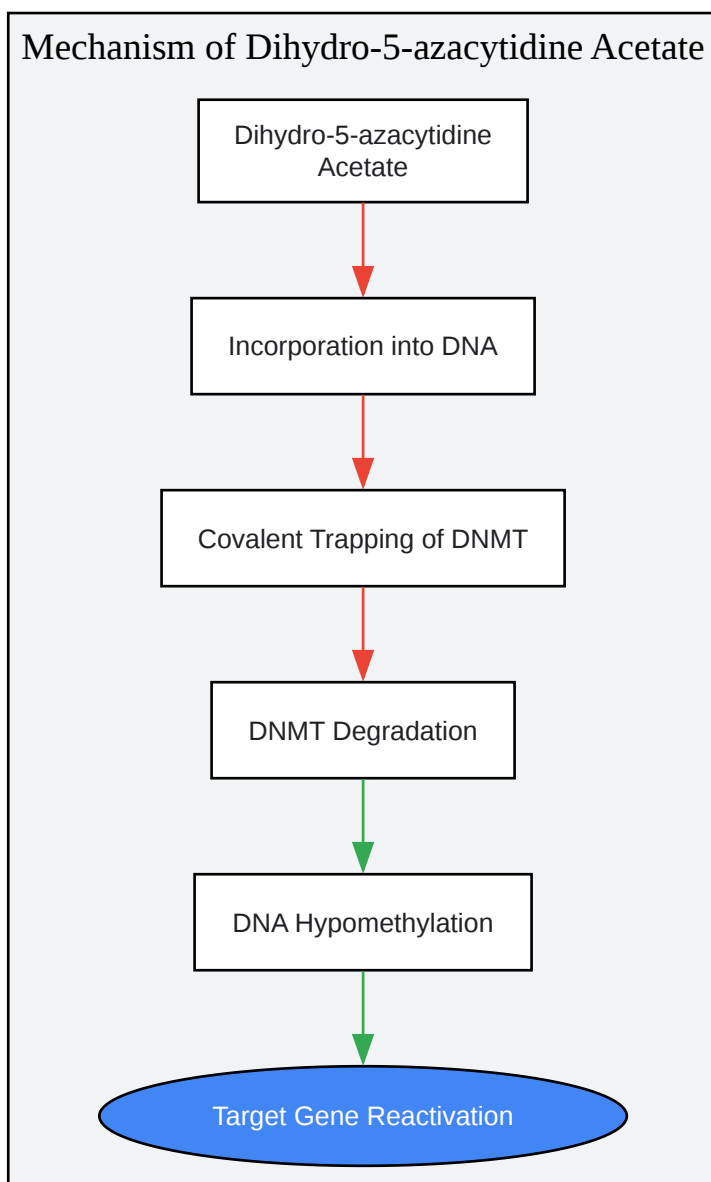 Mechanism of Dihydro-5-azacytidine Acetate
Dihydro-5-azacytidine
Acetate
Incorporation into DNA
Covalent Trapping of DNMT
DNMT Degradation
DNA Hypomethylation
Target Gene Reactivation